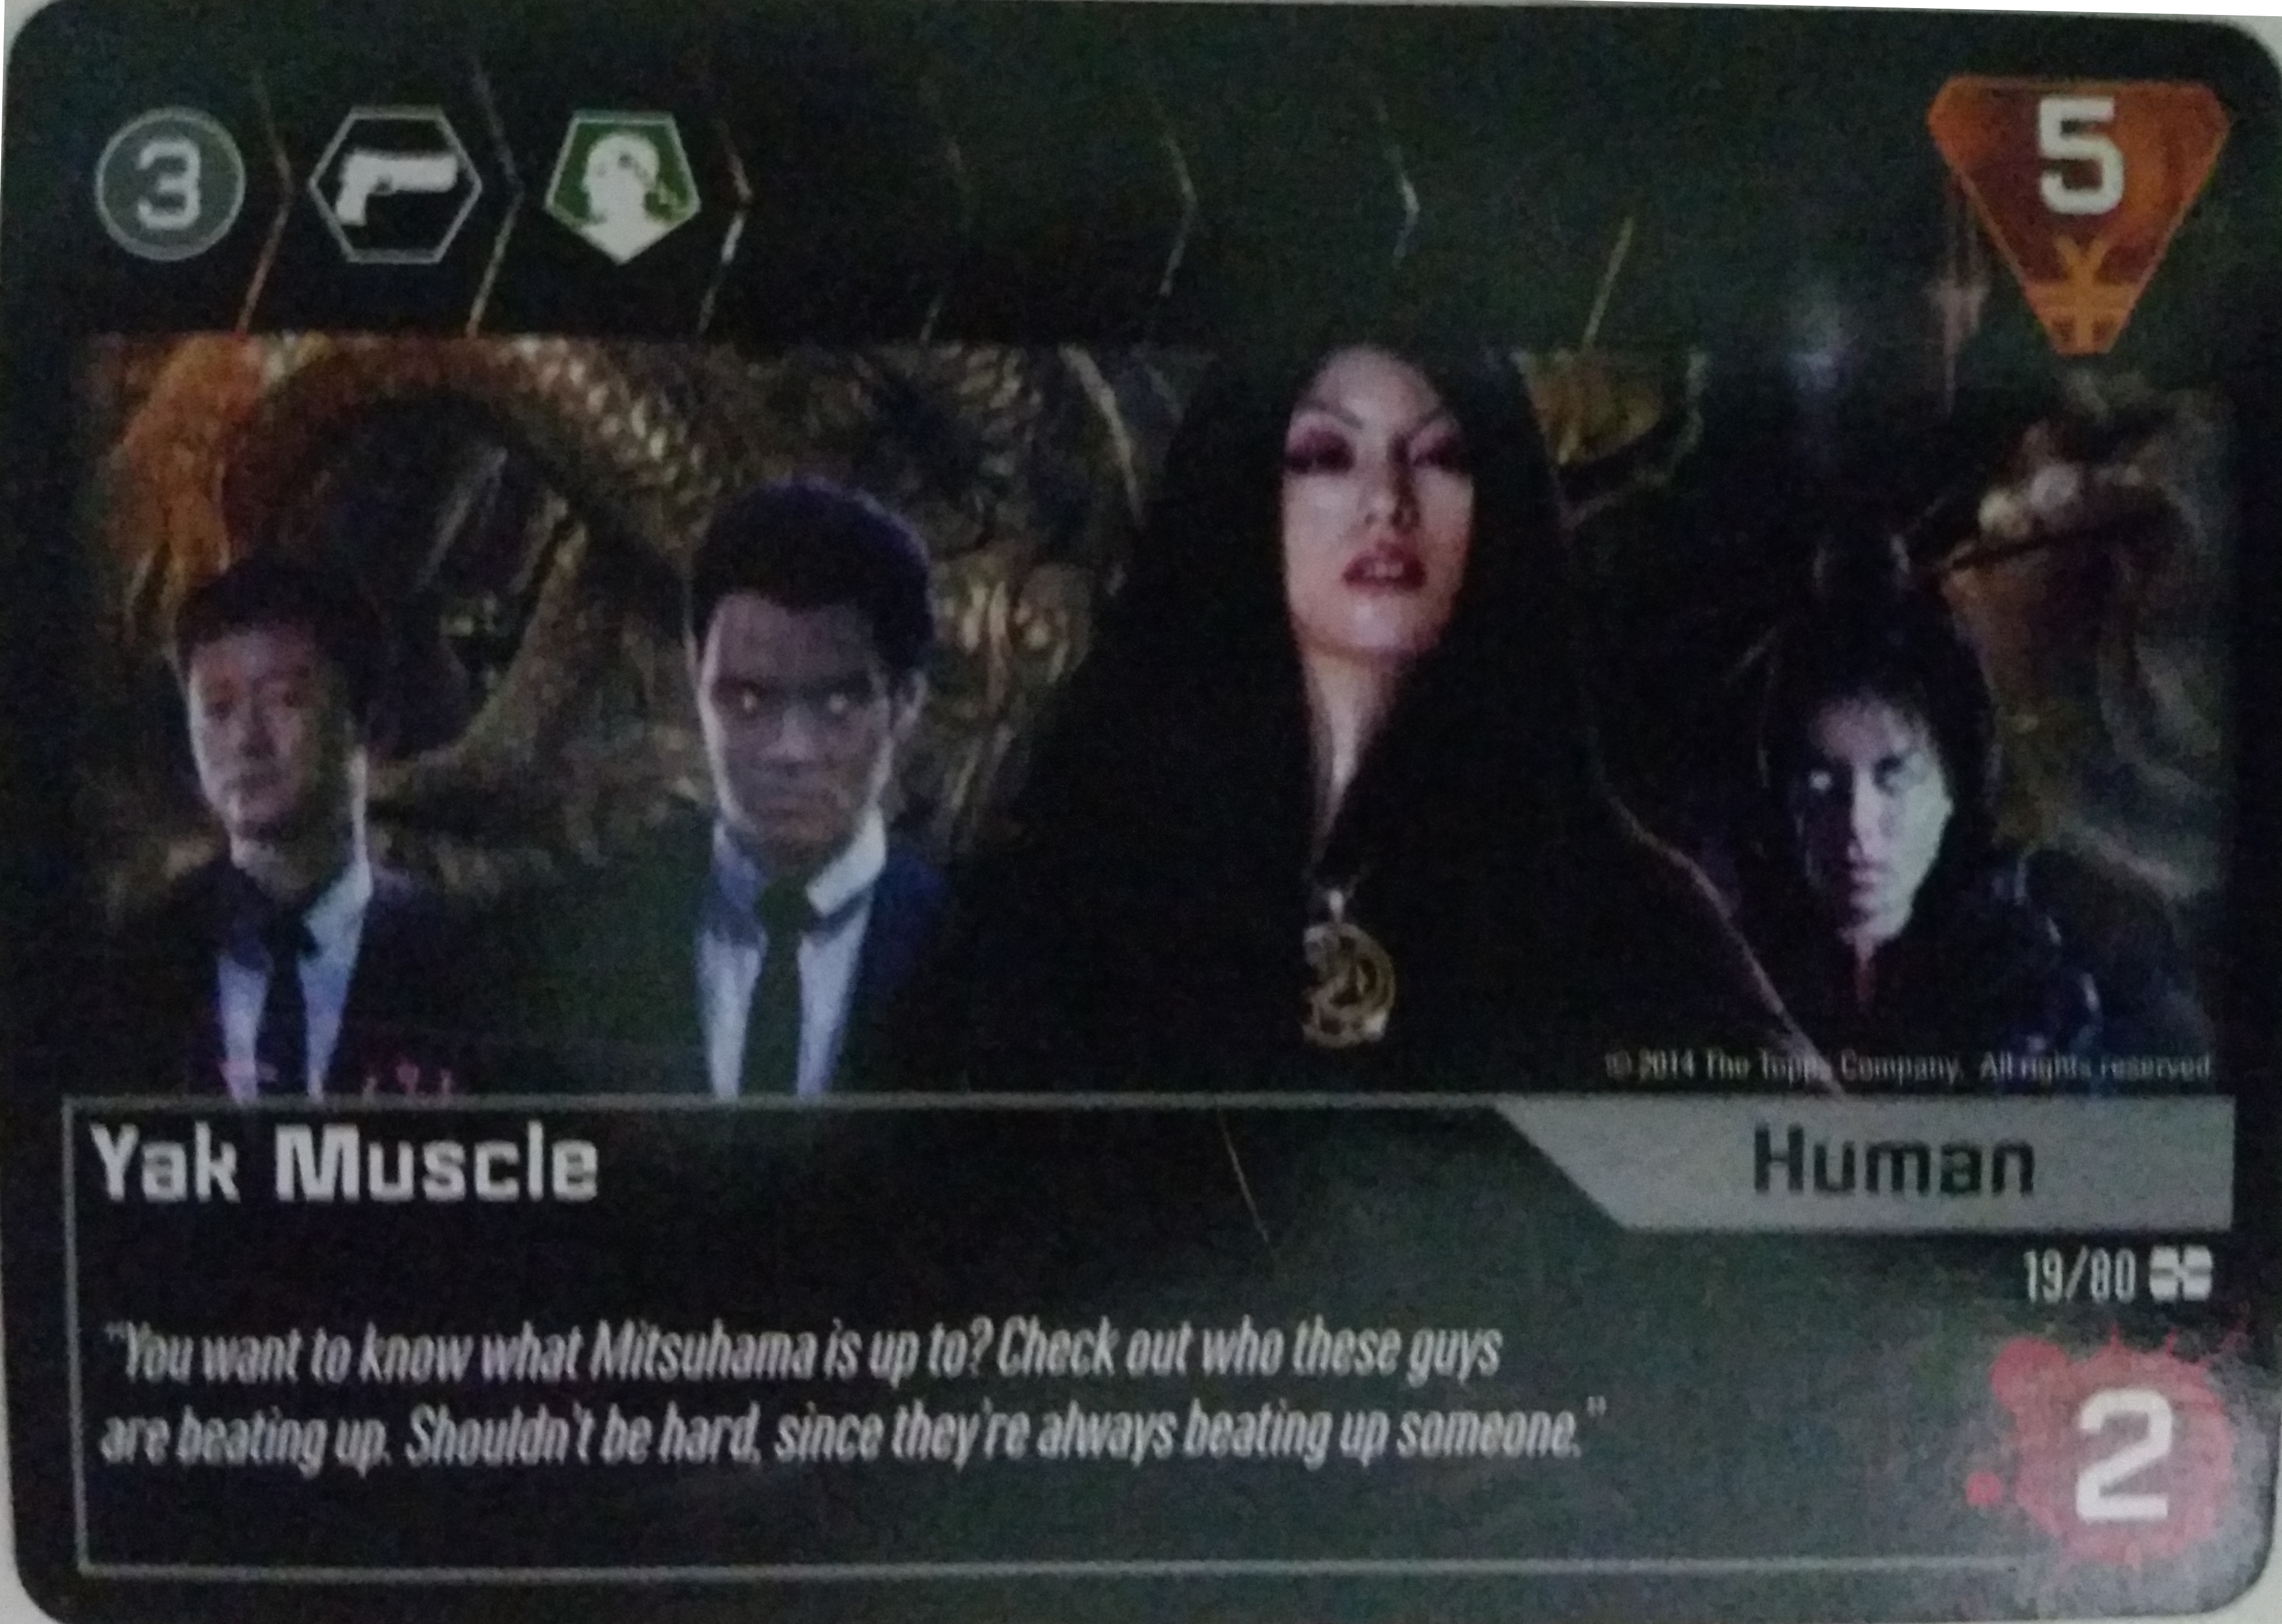 3
5
© 2014 The Topps Company. All rights reserved
Yak Muscle
Human
19/80
"You want to know what Mitsuhama is up to? Check out who these guys
are beating up. Shouldn't be hard, since they're always beating up someone."
2